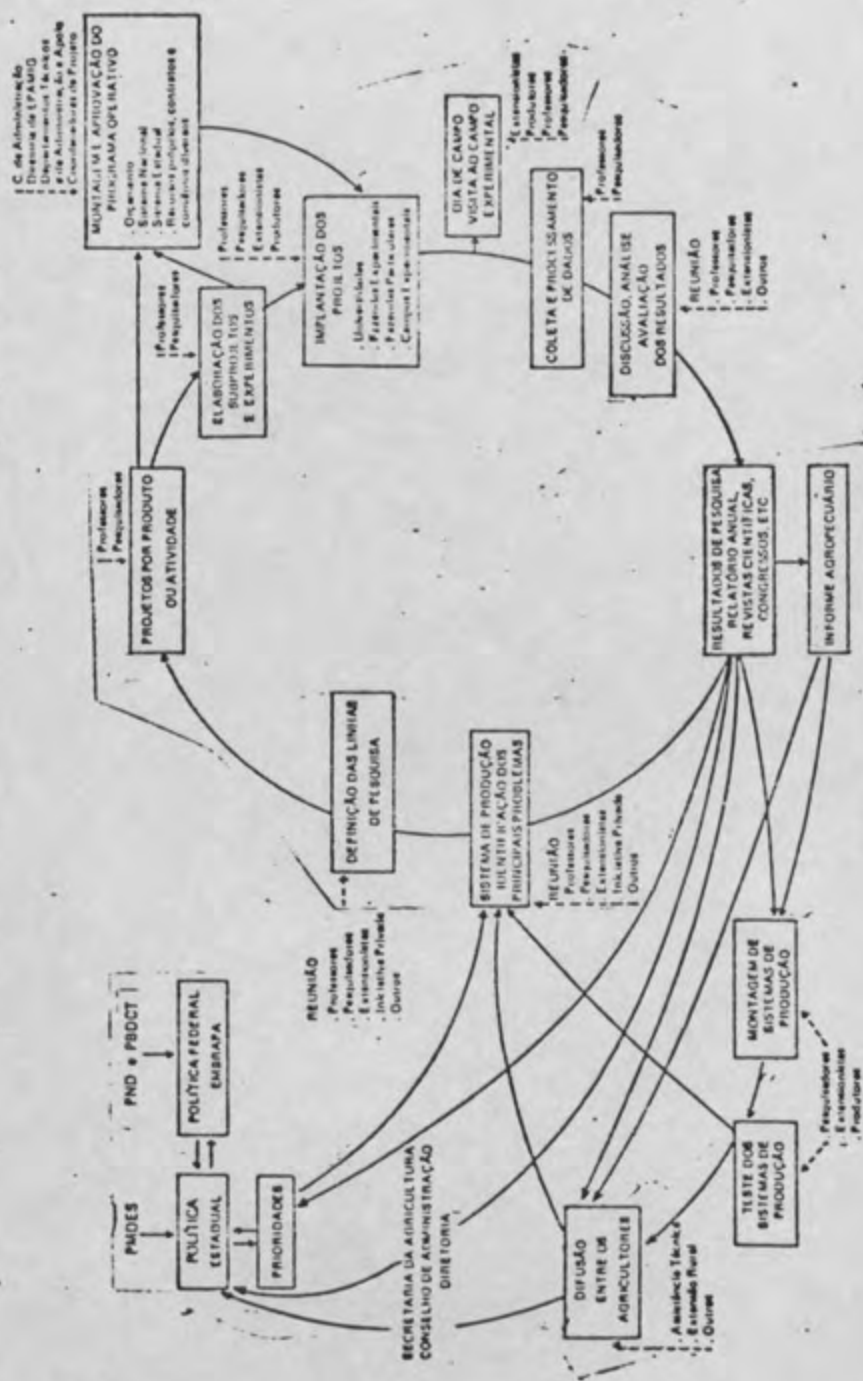 PMDES
PND e PBDCT
POLÍTICA
ESTADUAL
POLÍTICA FEDERAL
EMBRAPA
PRIORIDADES
SECRETARIA DA AGRICULTURA
CONSELHO DE ADMINISTRAÇÃO
DIRETORIA
REUNIÃO
. Professores
. Pesquisadores
. Extensionistas
. Iniciativa Privada
. Outros
DEFINIÇÃO DAS LINHAS
DE PESQUISA
Professores
Pesquisadores
PROJETOS POR PRODUTO
OU ATIVIDADE
C. de Administração
Diretoria da EPAMIG
Departamentos Técnicos
e de Administração e Apoio
e Coordenadores de Projeto
MONTAGEM E APROVAÇÃO DO
PROGRAMA OPERATIVO
. Orçamento
. Sistema Nacional
. Sistema Estadual
. Recursos próprios, contratos e
convênios diversos
Professores
Pesquisadores
ELABORAÇÃO DOS
SUBPROJETOS
E EXPERIMENTOS
Professores
Pesquisadores
Extensionistas
Produtores
IMPLANTAÇÃO DOS
PROJETOS
. Universidades
. Fazendas Experimentais
. Fazendas Particulares
. Campos Experimentais
DIA DE CAMPO
VISITA AO CAMPO
EXPERIMENTAL
Extensionistas
Produtores
Professores
Pesquisadores
COLETA E PROCESSAMENTO
DE DADOS
Professores
Pesquisadores
DISCUSSÃO, ANÁLISE
AVALIAÇÃO
DOS RESULTADOS
REUNIÃO
. Professores
. Pesquisadores
. Extensionistas
. Outros
SISTEMA DE PRODUÇÃO
IDENTIFICAÇÃO DOS
PRINCIPAIS PROBLEMAS
REUNIÃO
. Professores
. Pesquisadores
. Extensionistas
. Iniciativa Privada
. Outros
RESULTADOS DE PESQUISA
RELATÓRIO ANUAL,
REVISTAS CIENTÍFICAS,
CONGRESSOS, ETC
INFORME AGROPECUÁRIO
DIFUSÃO
ENTRE OS
AGRICULTORES
. Assistência Técnica
. Extensão Rural
. Outros
TESTE DOS
SISTEMAS DE
PRODUÇÃO
MONTAGEM DE
SISTEMAS DE
PRODUÇÃO
. Pesquisadores
. Extensionistas
. Produtores